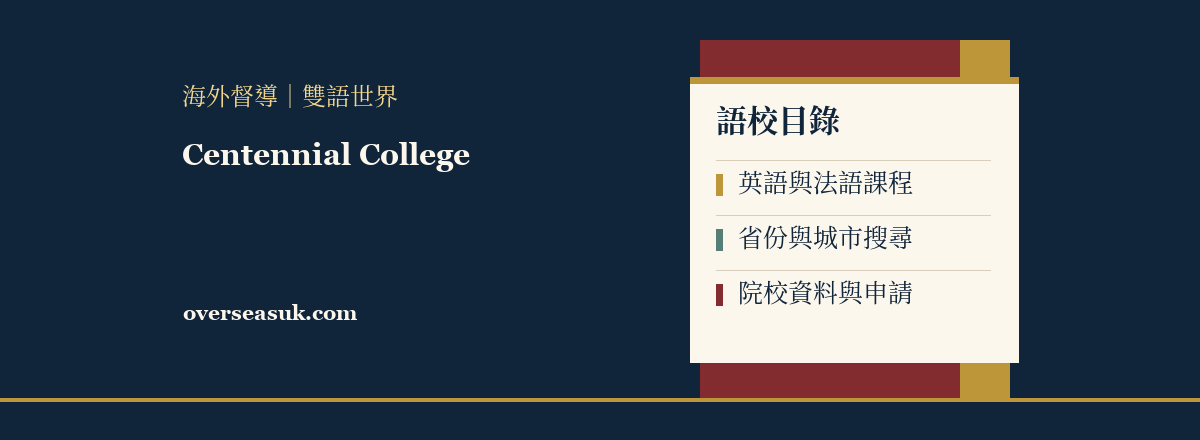 海外督導｜雙語世界
Centennial College
overseasuk.com
語校目錄
英語與法語課程
省份與城市搜尋
院校資料與申請